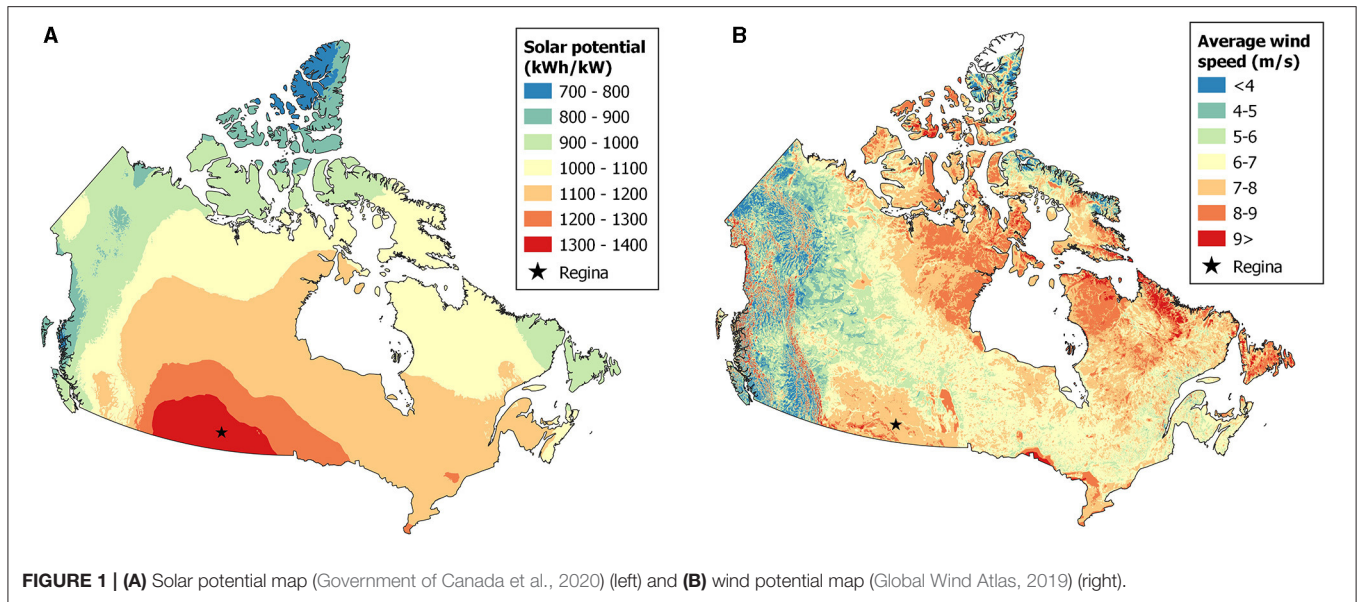 A
Solar potential
(kWh/kW)
700 - 800
800 - 900
900 - 1000
1000 - 1100
1100 - 1200
1200 - 1300
1300 - 1400
Regina
B
Average wind
speed (m/s)
<4
4-5
5-6
6-7
7-8
8-9
9>
Regina
FIGURE 1 | (A) Solar potential map (Government of Canada et al., 2020) (left) and (B) wind potential map (Global Wind Atlas, 2019) (right).